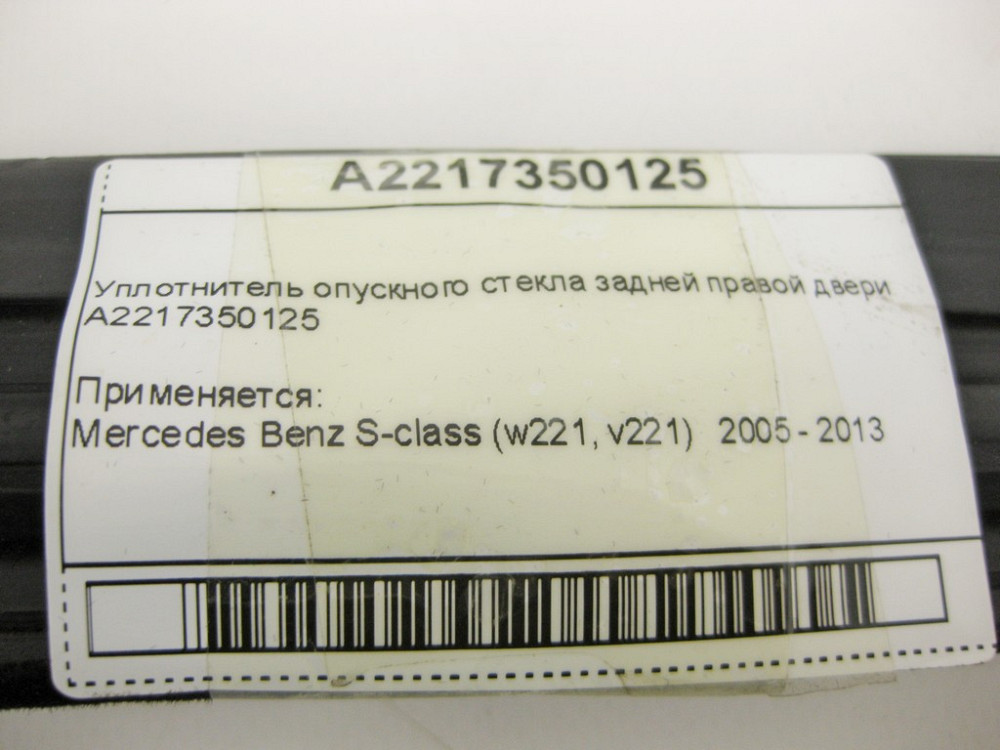 A2217350125
Уплотнитель опускного стекла задней правой двери
A2217350125
Применяется:
Mercedes Benz S-class (w221, v221) 2005 - 2013